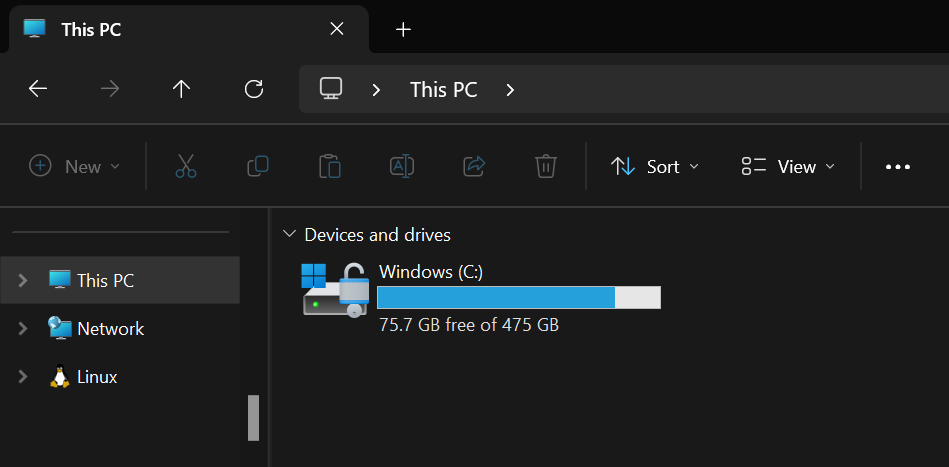 This PC
This PC
New
Sort
View
This PC
Network
Linux
Devices and drives
Windows (C:)
75.7 GB free of 475 GB